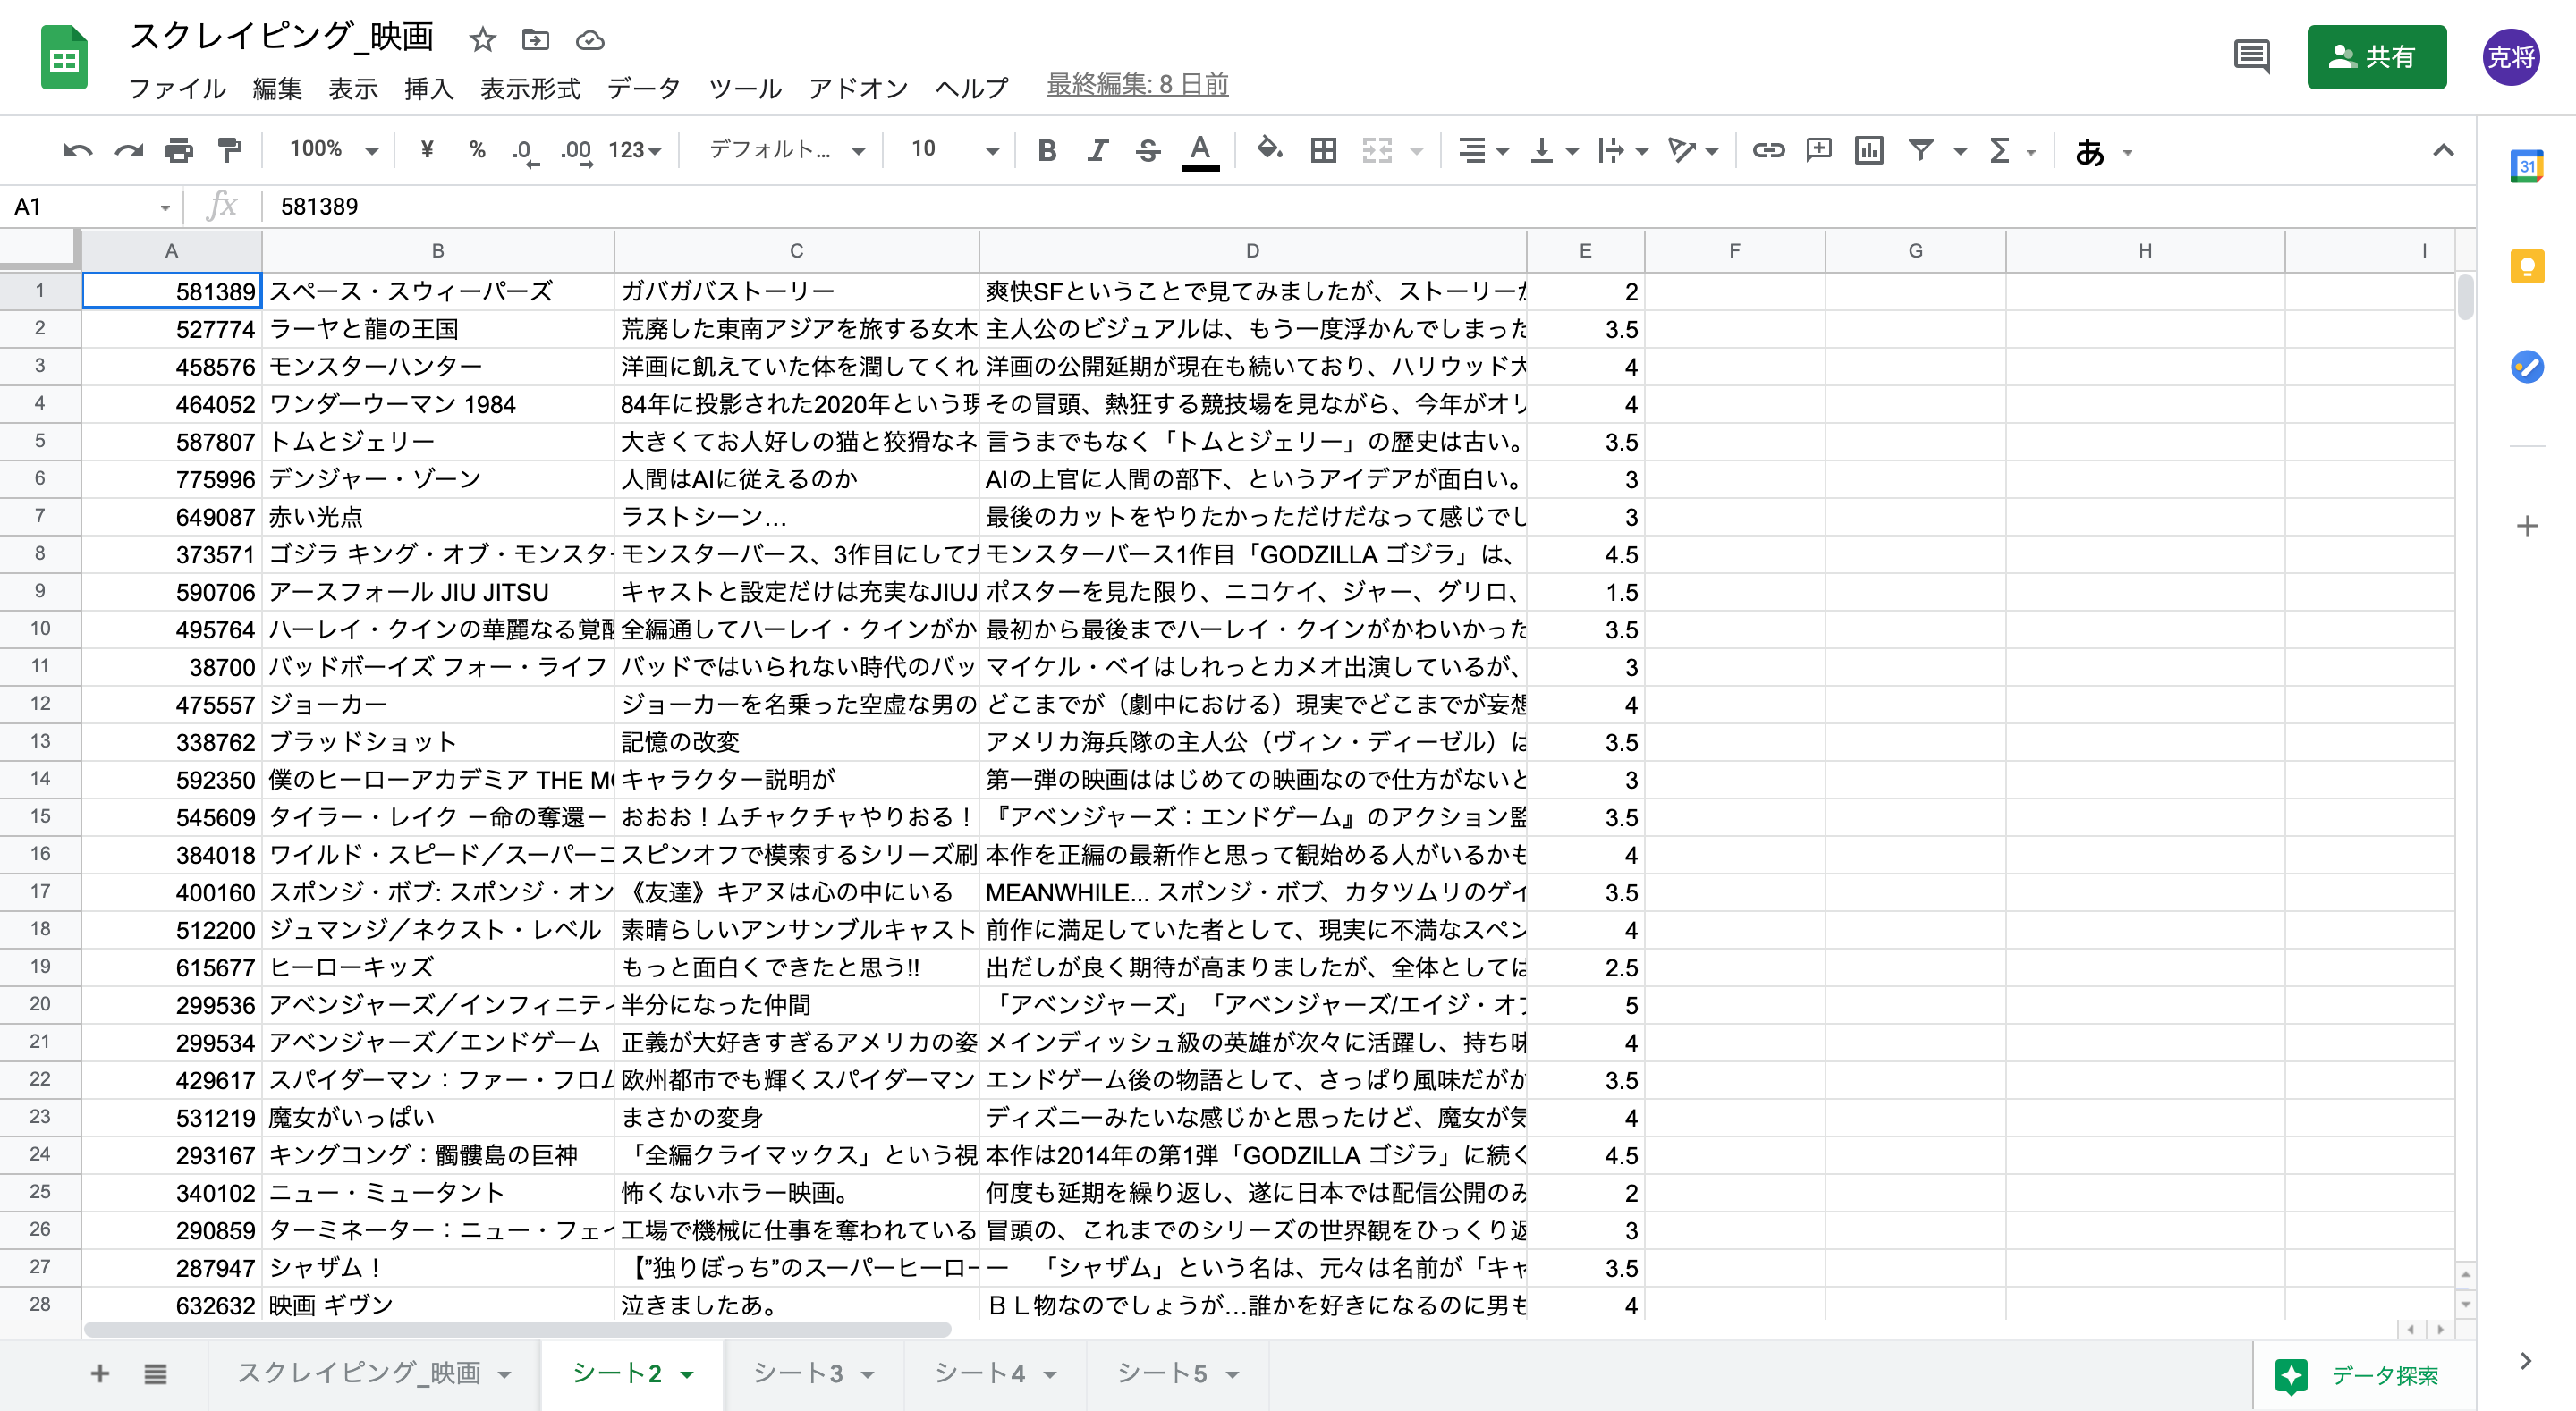 スクレイピング_映画
ファイル 編集 表示 挿入 表示形式 データ ツール アドオン ヘルプ 最終編集: 8 日前
共有
克将
100% ¥ % .0 .00 123 デフォルト... 10 B I S A Σ あ
31
A1 fx 581389
A B C D E F G H I
1 581389 スペース・スウィーパーズ ガバガバストーリー 爽快SFということで見てみましたが、ストーリーが 2
2 527774 ラーヤと龍の王国 荒廃した東南アジアを旅する女木 主人公のビジュアルは、もう一度浮かんでしまった 3.5
3 458576 モンスターハンター 洋画に飢えていた体を潤してくれ 洋画の公開延期が現在も続いており、ハリウッド大 4
4 464052 ワンダーウーマン 1984 84年に投影された2020年という現 その冒頭、熱狂する競技場を見ながら、今年がオリ 4
5 587807 トムとジェリー 大きくてお人好しの猫と狡猾なネ 言うまでもなく「トムとジェリー」の歴史は古い。 3.5
6 775996 デンジャー・ゾーン 人間はAIに従えるのか AIの上官に人間の部下、というアイデアが面白い。 3
7 649087 赤い光点 ラストシーン… 最後のカットをやりたかっただけだなって感じでし 3
8 373571 ゴジラ キング・オブ・モンスタ モンスターバース、3作目にして モンスターバース1作目「GODZILLA ゴジラ」は、 4.5
9 590706 アースフォール JIU JITSU キャストと設定だけは充実なJIUJ ポスターを見た限り、ニコケイ、ジャー、グリロ、 1.5
10 495764 ハーレイ・クインの華麗なる覚醒 全編通してハーレイ・クインがか 最初から最後までハーレイ・クインがかわいかった 3.5
11 38700 バッドボーイズ フォー・ライフ バッドではいられない時代のバッ マイケル・ベイはしれっとカメオ出演しているが、 3
12 475557 ジョーカー ジョーカーを名乗った空虚な男の どこまでが（劇中における）現実でどこまでが妄想 4
13 338762 ブラッドショット 記憶の改変 アメリカ海兵隊の主人公（ヴィン・ディーゼル）は 3.5
14 592350 僕のヒーローアカデミア THE M キャラクター説明が 第一弾の映画ははじめての映画なので仕方がないと 3
15 545609 タイラー・レイク −命の奪還− おおお！ムチャクチャやりおる！ 『アベンジャーズ：エンドゲーム』のアクション監 3.5
16 384018 ワイルド・スピード／スーパーコ スピンオフで模索するシリーズ刷 本作を正編の最新作と思って観始める人がいるかも 4
17 400160 スポンジ・ボブ: スポンジ・オン 《友達》キアヌは心の中にいる MEANWHILE... スポンジ・ボブ、カタツムリのゲイ 3.5
18 512200 ジュマンジ／ネクスト・レベル 素晴らしいアンサンブルキャスト 前作に満足していた者として、現実に不満なスペン 4
19 615677 ヒーローキッズ もっと面白くできたと思う!! 出だしが良く期待が高まりましたが、全体としては 2.5
20 299536 アベンジャーズ／インフィニティ 半分になった仲間 「アベンジャーズ」「アベンジャーズ/エイジ・オブ 5
21 299534 アベンジャーズ／エンドゲーム 正義が大好きすぎるアメリカの姿 メインディッシュ級の英雄が次々に活躍し、持ち味 4
22 429617 スパイダーマン：ファー・フロム 欧州都市でも輝くスパイダーマン エンドゲーム後の物語として、さっぱり風味だがか 3.5
23 531219 魔女がいっぱい まさかの変身 ディズニーみたいな感じかと思ったけど、魔女が気 4
24 293167 キングコング：髑髏島の巨神 「全編クライマックス」という視 本作は2014年の第1弾「GODZILLA ゴジラ」に続く 4.5
25 340102 ニュー・ミュータント 怖くないホラー映画。 何度も延期を繰り返し、遂に日本では配信公開のみ 2
26 290859 ターミネーター：ニュー・フェイ 工場で機械に仕事を奪われている 冒頭の、これまでのシリーズの世界観をひっくり返 3
27 287947 シャザム！ 【”独りぼっち”のスーパーヒーロー ー 「シャザム」という名は、元々は名前が「キャ 3.5
28 632632 映画 ギヴン 泣きましたあ。 ＢＬ物なのでしょうが…誰かを好きになるのに男も 4
スクレイピング_映画 シート2 シート3 シート4 シート5 データ探索